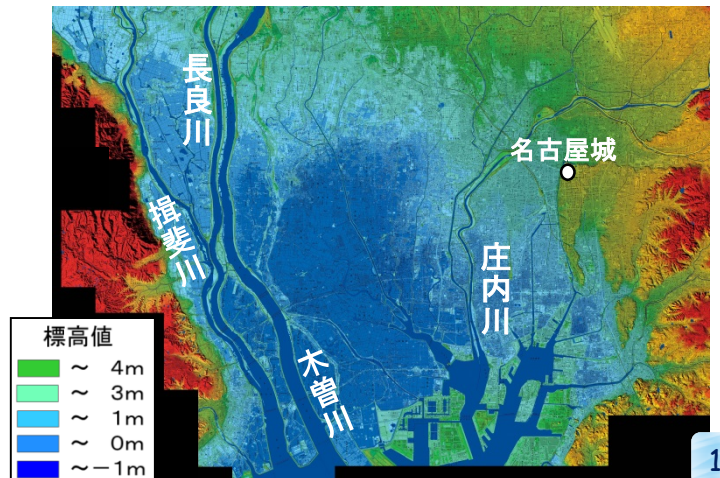 長良川
名古屋城
揖斐川
庄内川
木曽川
標高値
～ 4m
～ 3m
～ 1m
～ 0m
～－1m
1